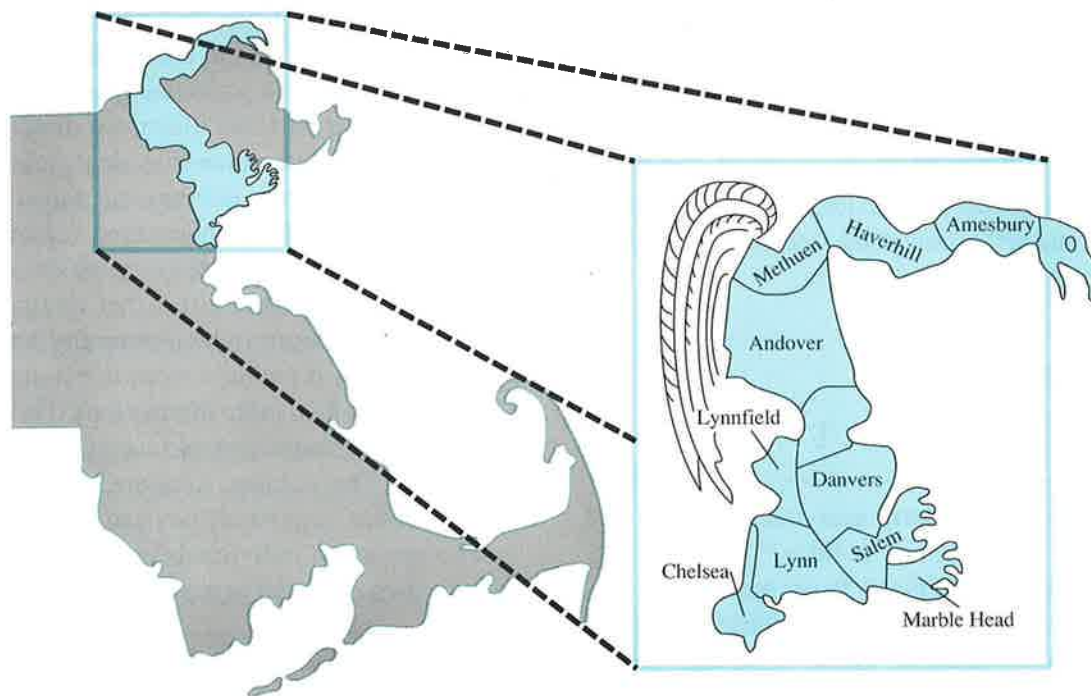 Amesbury
Haverhill
Methuen
Andover
Lynnfield
Danvers
Salem
Lynn
Chelsea
Marble Head